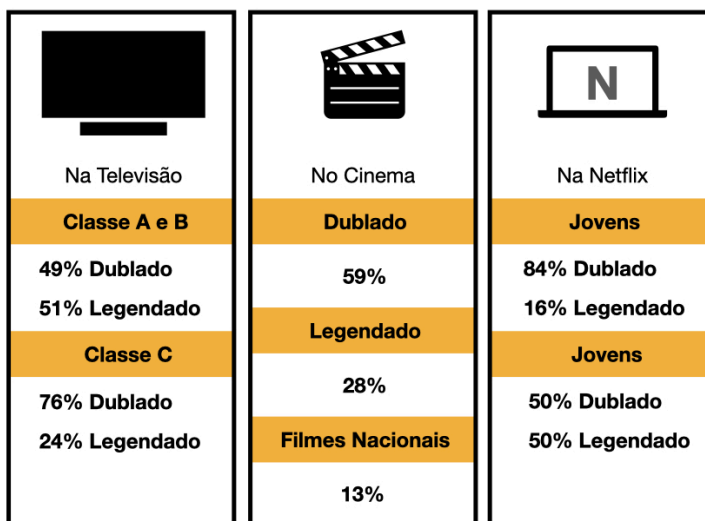 Na Televisão
Classe A e B
49% Dublado
51% Legendado
Classe C
76% Dublado
24% Legendado
No Cinema
Dublado
59%
Legendado
28%
Filmes Nacionais
13%
N
Na Netflix
Jovens
84% Dublado
16% Legendado
Jovens
50% Dublado
50% Legendado